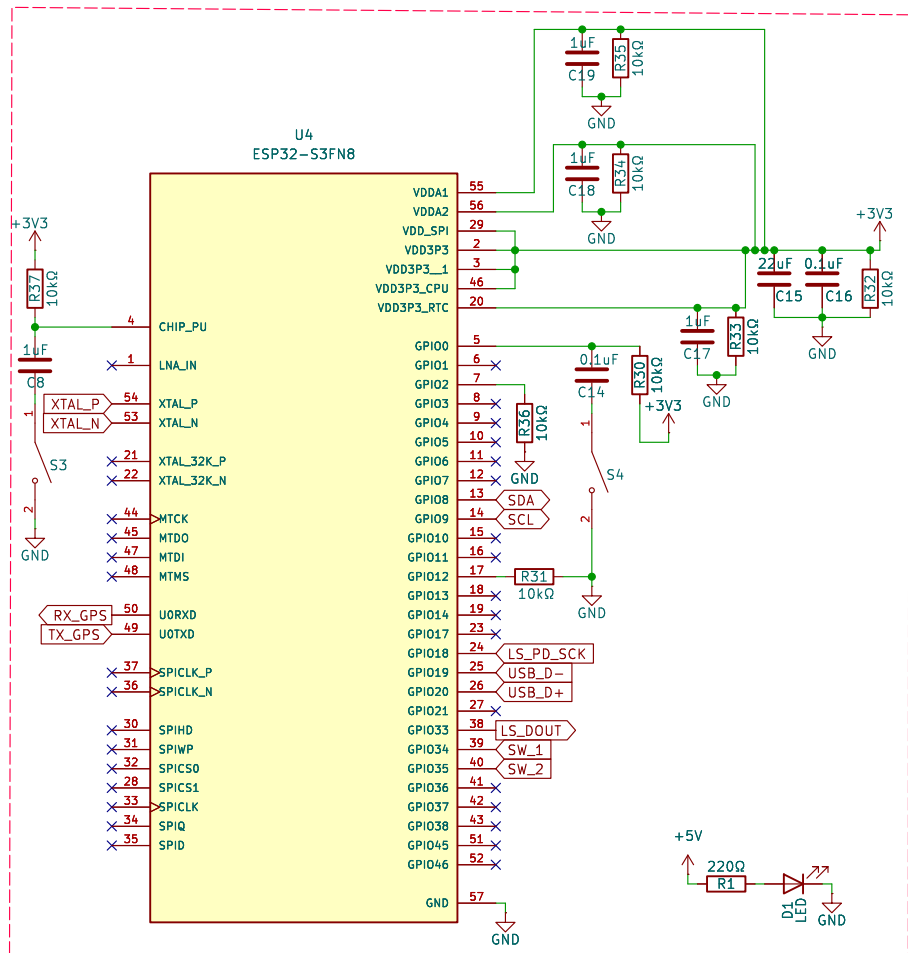 1uF
C19
R35
10kΩ
GND
U4
ESP32-S3FN8
1uF
C18
R34
10kΩ
GND
VDDA1 55
VDDA2 56
VDD_SPI 29
VDD3P3 2
VDD3P3__1 3
VDD3P3_CPU 46
VDD3P3_RTC 20
+3V3
R37
10kΩ
1uF
C8
1
S3
2
GND
4 CHIP_PU
1 LNA_IN
XTAL_P 54 XTAL_P
XTAL_N 53 XTAL_N
21 XTAL_32K_P
22 XTAL_32K_N
44 MTCK
45 MTDO
47 MTDI
48 MTMS
RX_GPS 50 U0RXD
TX_GPS 49 U0TXD
37 SPICLK_P
36 SPICLK_N
30 SPIHD
31 SPIWP
32 SPICS0
28 SPICS1
33 SPICLK
34 SPIQ
35 SPID
GPIO0 5
GPIO1 6
GPIO2 7
GPIO3 8
GPIO4 9
GPIO5 10
GPIO6 11
GPIO7 12
GPIO8 13 SDA
GPIO9 14 SCL
GPIO10 15
GPIO11 16
GPIO12 17
GPIO13 18
GPIO14 19
GPIO17 23
GPIO18 24 LS_PD_SCK
GPIO19 25 USB_D-
GPIO20 26 USB_D+
GPIO21 27
GPIO33 38 LS_DOUT
GPIO34 39 SW_1
GPIO35 40 SW_2
GPIO36 41
GPIO37 42
GPIO38 43
GPIO45 51
GPIO46 52
GND 57
GND
+3V3
22uF
C15
0.1uF
C16
R32
10kΩ
GND
1uF
C17
R33
10kΩ
GND
0.1uF
C14
R30
10kΩ
+3V3
R36
10kΩ
GND
1
S4
2
R31
10kΩ
GND
+5V
220Ω
R1
D1
LED
GND